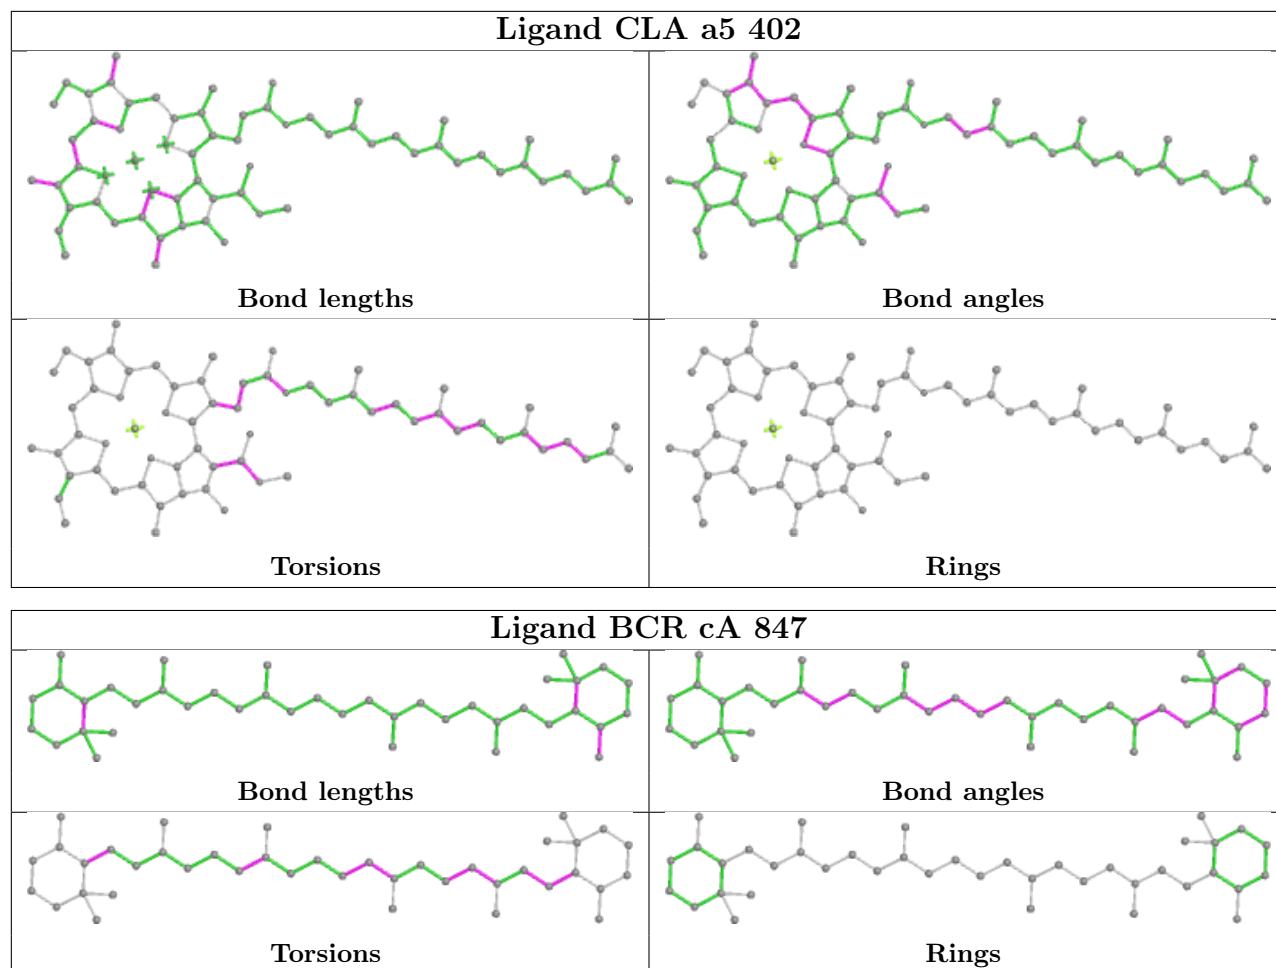 Ligand CLA a5 402
Bond lengths
Bond angles
Torsions
Rings
Ligand BCR cA 847
Bond lengths
Bond angles
Torsions
Rings